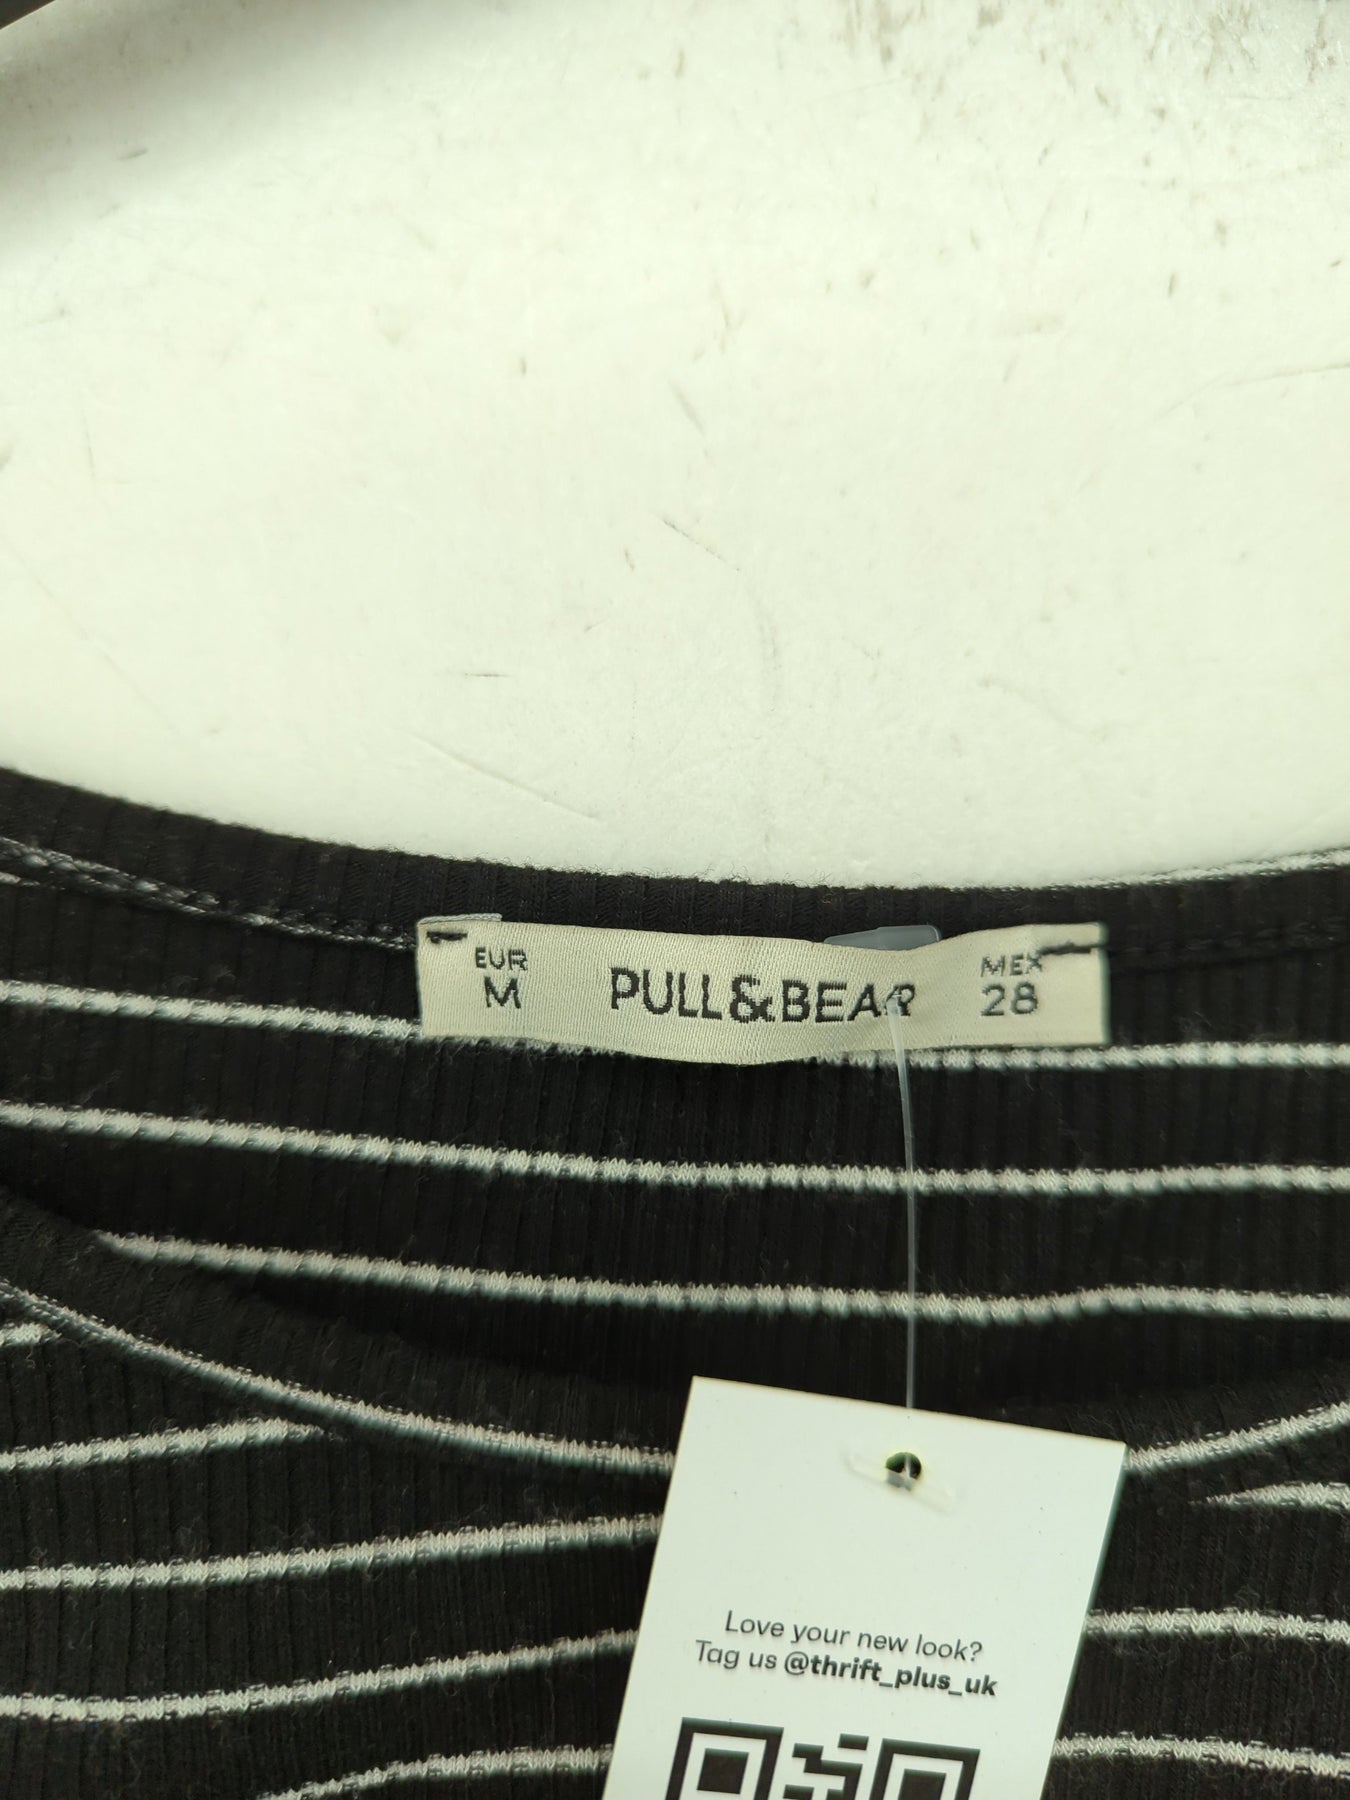 EUR
M
PULL&BEAR
MEX
28
Love your new look?
Tag us @thrift_plus_uk